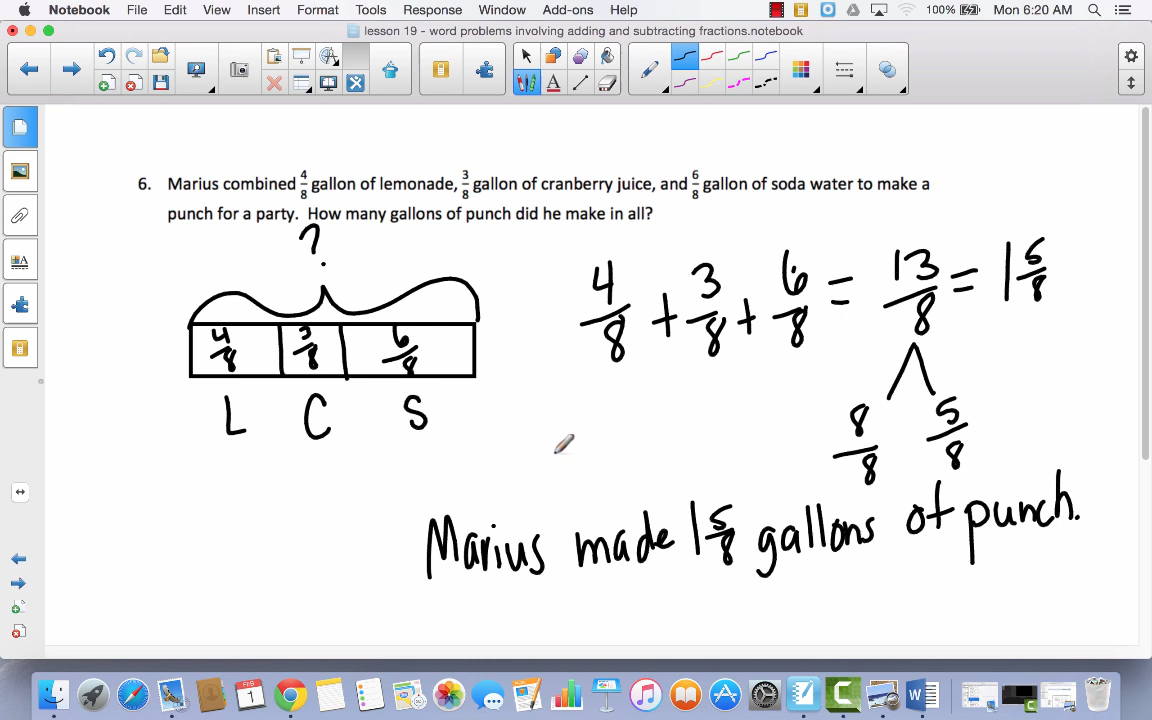 Notebook File Edit View Insert Format Tools Response Window Add-ons Help 100% Mon 6:20 AM
lesson 19 - word problems involving adding and subtracting fractions.notebook
A
A
6. Marius combined 4/8 gallon of lemonade, 3/8 gallon of cranberry juice, and 6/8 gallon of soda water to make a
punch for a party. How many gallons of punch did he make in all?
?
4/8 3/8 6/8
L C S
4/8 + 3/8 + 6/8 = 13/8 = 1 5/8
8/8 5/8
Marius made 1 5/8 gallons of punch.
FEB
1
W